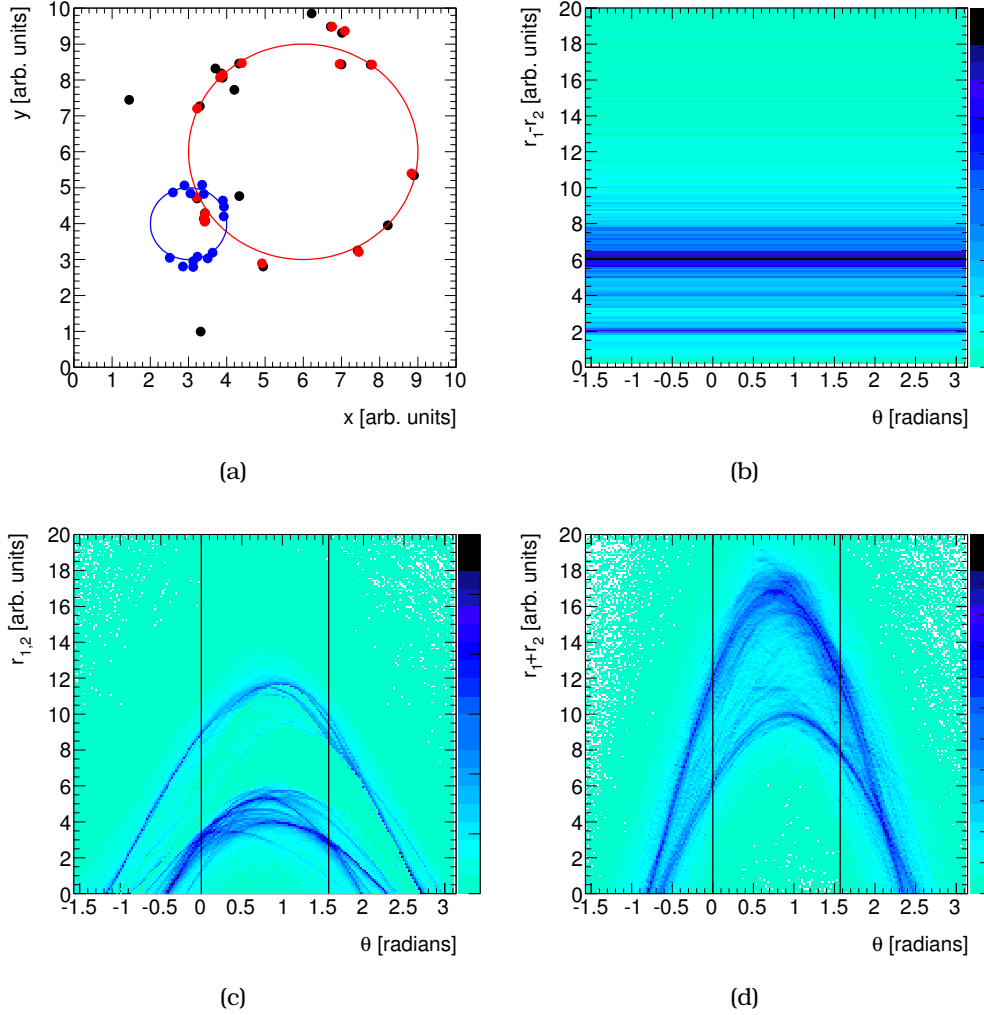 10
9
8
7
6
5
4
3
2
1
0
y [arb. units]
0 1 2 3 4 5 6 7 8 9 10
x [arb. units]
(a)
20
18
16
14
12
10
8
6
4
2
0
r1-r2 [arb. units]
-1.5 -1 -0.5 0 0.5 1 1.5 2 2.5 3
θ [radians]
(b)
20
18
16
14
12
10
8
6
4
2
0
r1,2 [arb. units]
-1.5 -1 -0.5 0 0.5 1 1.5 2 2.5 3
θ [radians]
(c)
20
18
16
14
12
10
8
6
4
2
0
r1+r2 [arb. units]
-1.5 -1 -0.5 0 0.5 1 1.5 2 2.5 3
θ [radians]
(d)